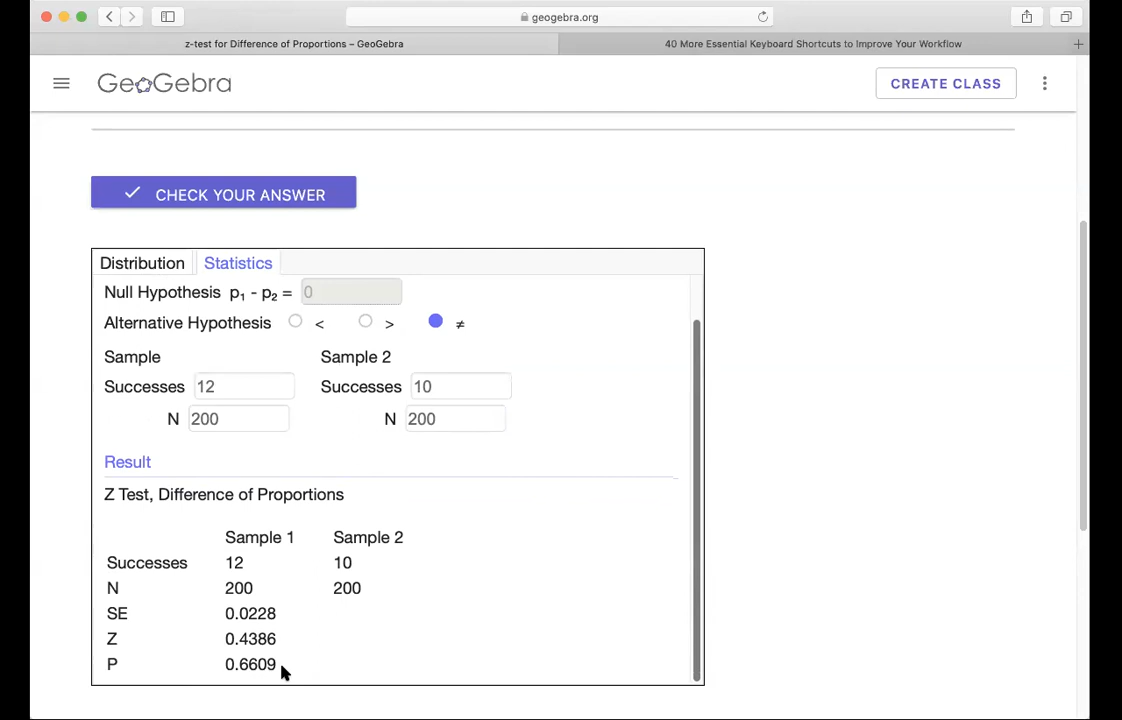 geogebra.org
z-test for Difference of Proportions – GeoGebra
40 More Essential Keyboard Shortcuts to Improve Your Workflow
GeoGebra
CREATE CLASS
CHECK YOUR ANSWER
Distribution Statistics
Null Hypothesis p₁ - p₂ = 0
Alternative Hypothesis < > ≠
Sample Sample 2
Successes 12 Successes 10
N 200 N 200
Result
Z Test, Difference of Proportions
Sample 1 Sample 2
Successes 12 10
N 200 200
SE 0.0228
Z 0.4386
P 0.6609